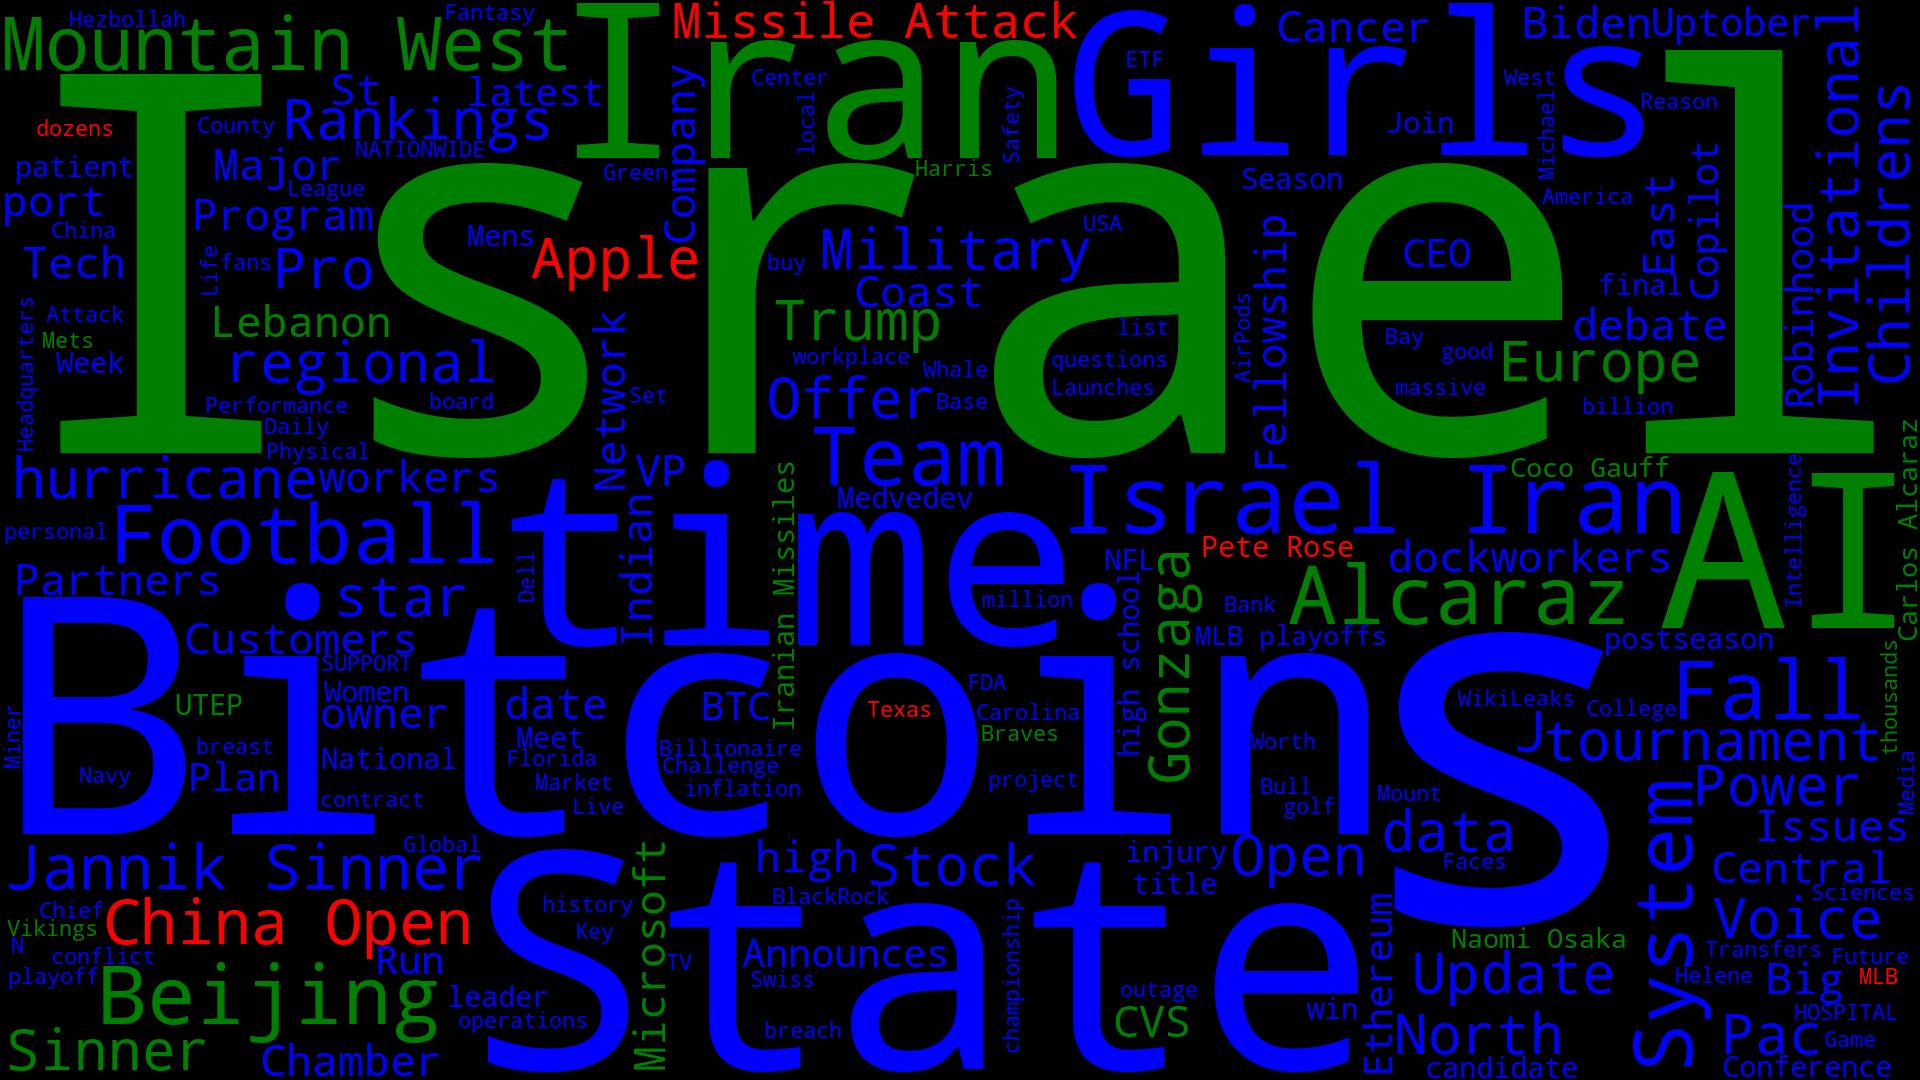 Hezbollah
Fantasy
Mountain West
Iran
Missile Attack
Girls
Cancer
Biden
Uptober
Invitational
Childrens
Israel
St
latest
Rankings
Company
Center
local
Safety
ETF
Join
West
Michael
Reason
dozens
County
NATIONWIDE
patient
Major
League
Green
Harris
Season
America
port
Program
China
Mens
Apple
USA
Military
CEO
East
Copilot
Robinhood
Tech
Life
fans
Pro
buy
Coast
Fellowship
final
Headquarters
Attack
Mets
Week
Lebanon
regional
Network
Trump
workplace
list
questions
Launches
AirPods
Bay
good
debate
Europe
massive
billion
Performance
board
Daily
Physical
Set
Offer
Whale
Base
Team
hurricane
workers
VP
Medvedev
Israel Iran
Coco Gauff
AI
Intelligence
Carlos Alcaraz
personal
Football
time
Indian
Dell
Iranian Missiles
NFL
Pete Rose
dockworkers
Partners
star
million
high school
Gonzaga
Bank
Alcaraz
Bitcoin
s
Customers
SUPPORT
MLB playoffs
postseason
thousands
UTEP
Women
owner
date
Meet
BTC
Texas
FDA
Carolina
Braves
WikiLeaks
College
Fall
J
tournament
Miner
breast
National
Florida
Billionaire
Challenge
Worth
Navy
Plan
contract
Market
Live
inflation
project
Bull
golf
Mount
Power
System
Media
Issues
Global
Jannik Sinner
State
high
Stock
injury
title
Open
data
Faces
Central
Sciences
Chief
Vikings
N
China Open
history
Key
Microsoft
BlackRock
championship
Ethereum
Naomi Osaka
Voice
conflict
playoff
Run
TV
Announces
Swiss
Transfers
Future
Beijing
leader
operations
outage
Update
Helene
Big
MLB
o
breach
CVS
win
HOSPITAL
Sinner
Chamber
North
Pac
Game
candidate
Conference